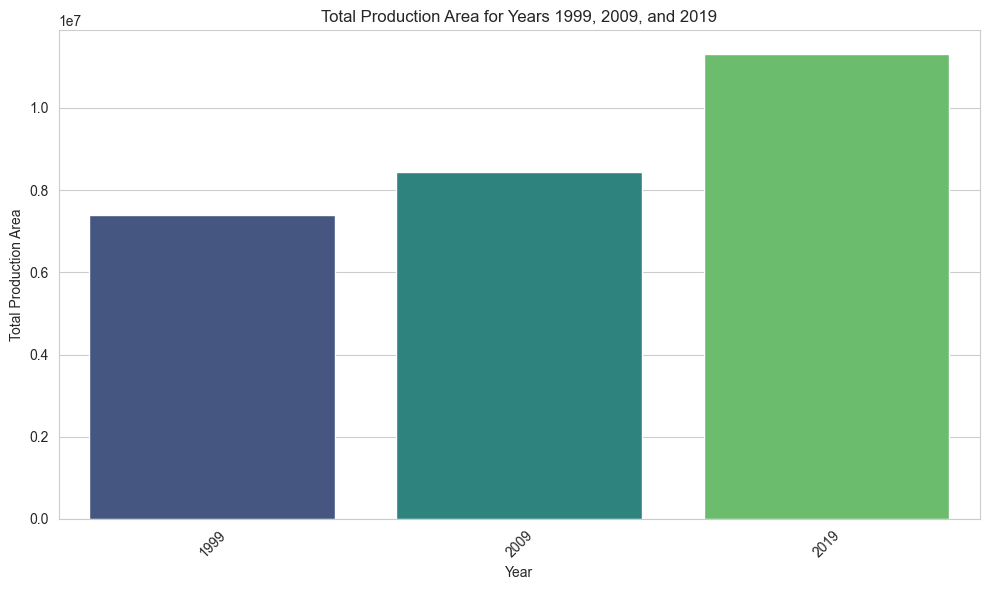 Total Production Area for Years 1999, 2009, and 2019
1e7
1.0
0.8
0.6
0.4
0.2
0.0
Total Production Area
1999
2009
2019
Year